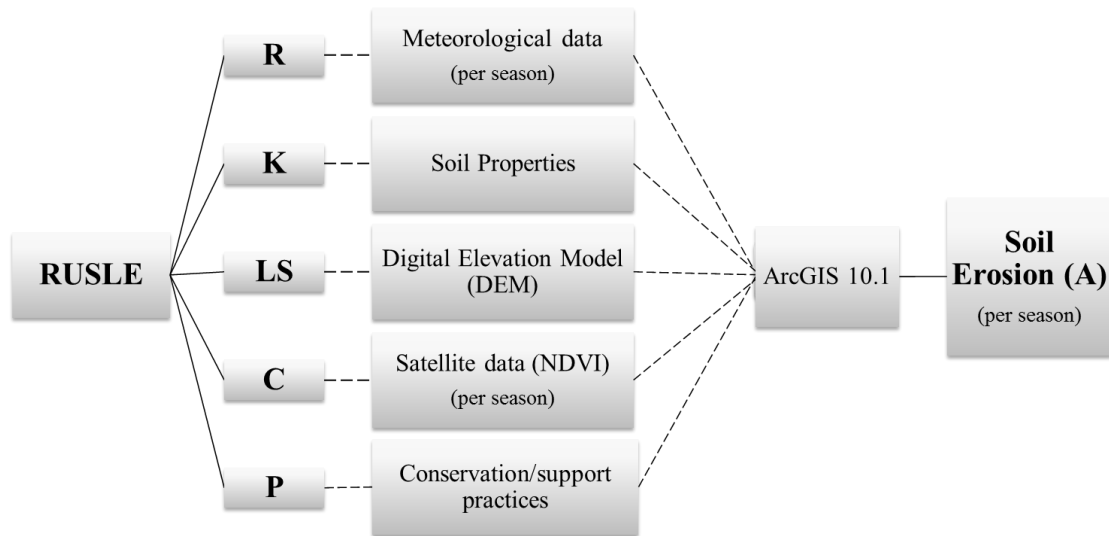 RUSLE
R
Meteorological data
(per season)
K
Soil Properties
LS
Digital Elevation Model
(DEM)
C
Satellite data (NDVI)
(per season)
P
Conservation/support
practices
ArcGIS 10.1
Soil
Erosion (A)
(per season)